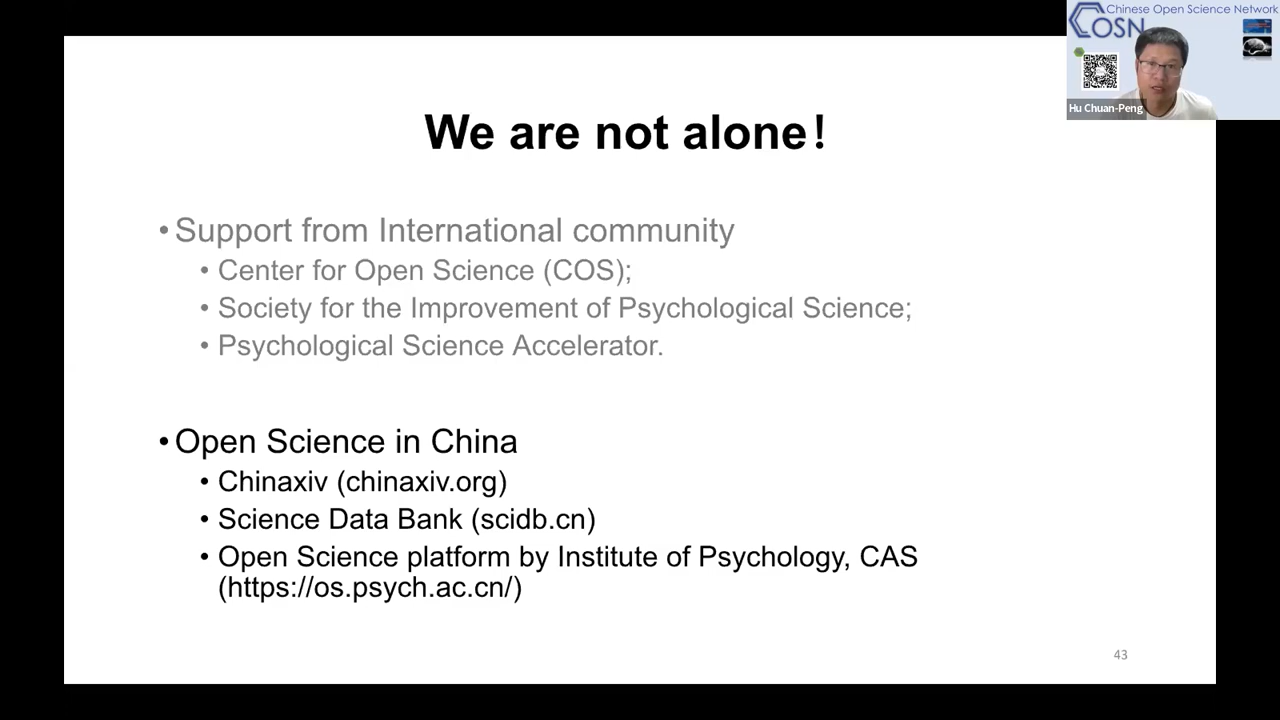 Chinese Open Science Network
COSN
Hu Chuan-Peng
We are not alone！
• Support from International community
• Center for Open Science (COS);
• Society for the Improvement of Psychological Science;
• Psychological Science Accelerator.
• Open Science in China
• Chinaxiv (chinaxiv.org)
• Science Data Bank (scidb.cn)
• Open Science platform by Institute of Psychology, CAS
(https://os.psych.ac.cn/)
43